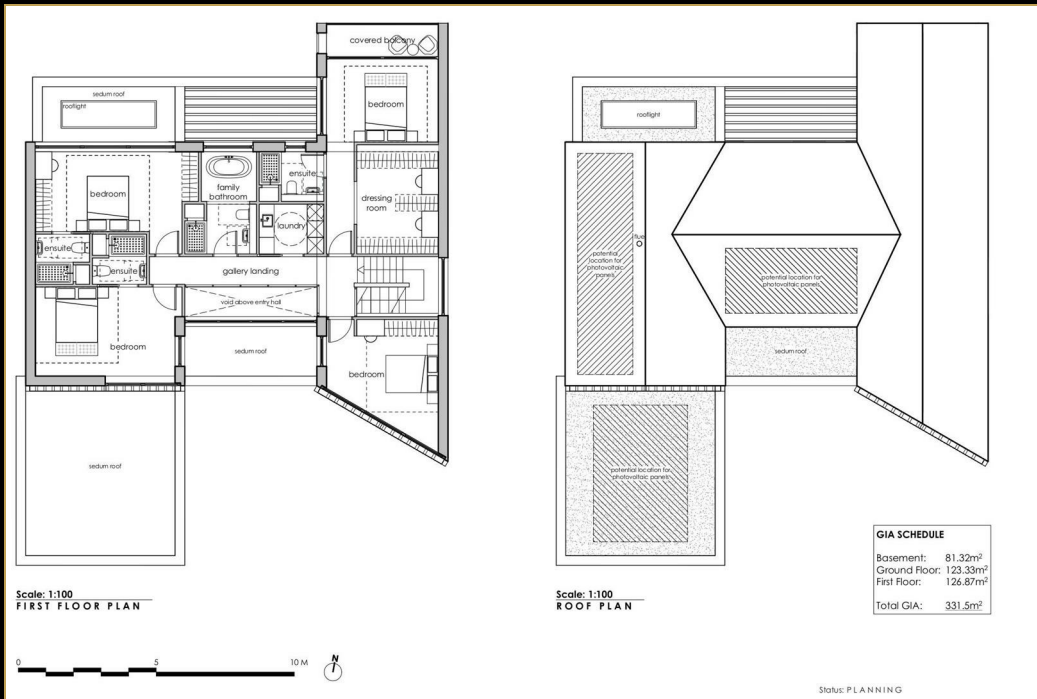 covered balcony
bedroom
sedum roof
rooflight
bedroom
family
bathroom
ensuite
laundry
dressing
room
ensuite
ensuite
gallery landing
void above entry hall
bedroom
sedum roof
bedroom
sedum roof
Scale: 1:100
FIRST FLOOR PLAN
0 5 10 M
N
rooflight
flue
potential
location for
photovoltaic
panels
potential location for
photovoltaic panels
sedum roof
potential location for
photovoltaic panels
Scale: 1:100
ROOF PLAN
GIA SCHEDULE
Basement: 81.32m²
Ground Floor: 123.33m²
First Floor: 126.87m²
Total GIA: 331.5m²
Status: PLANNING